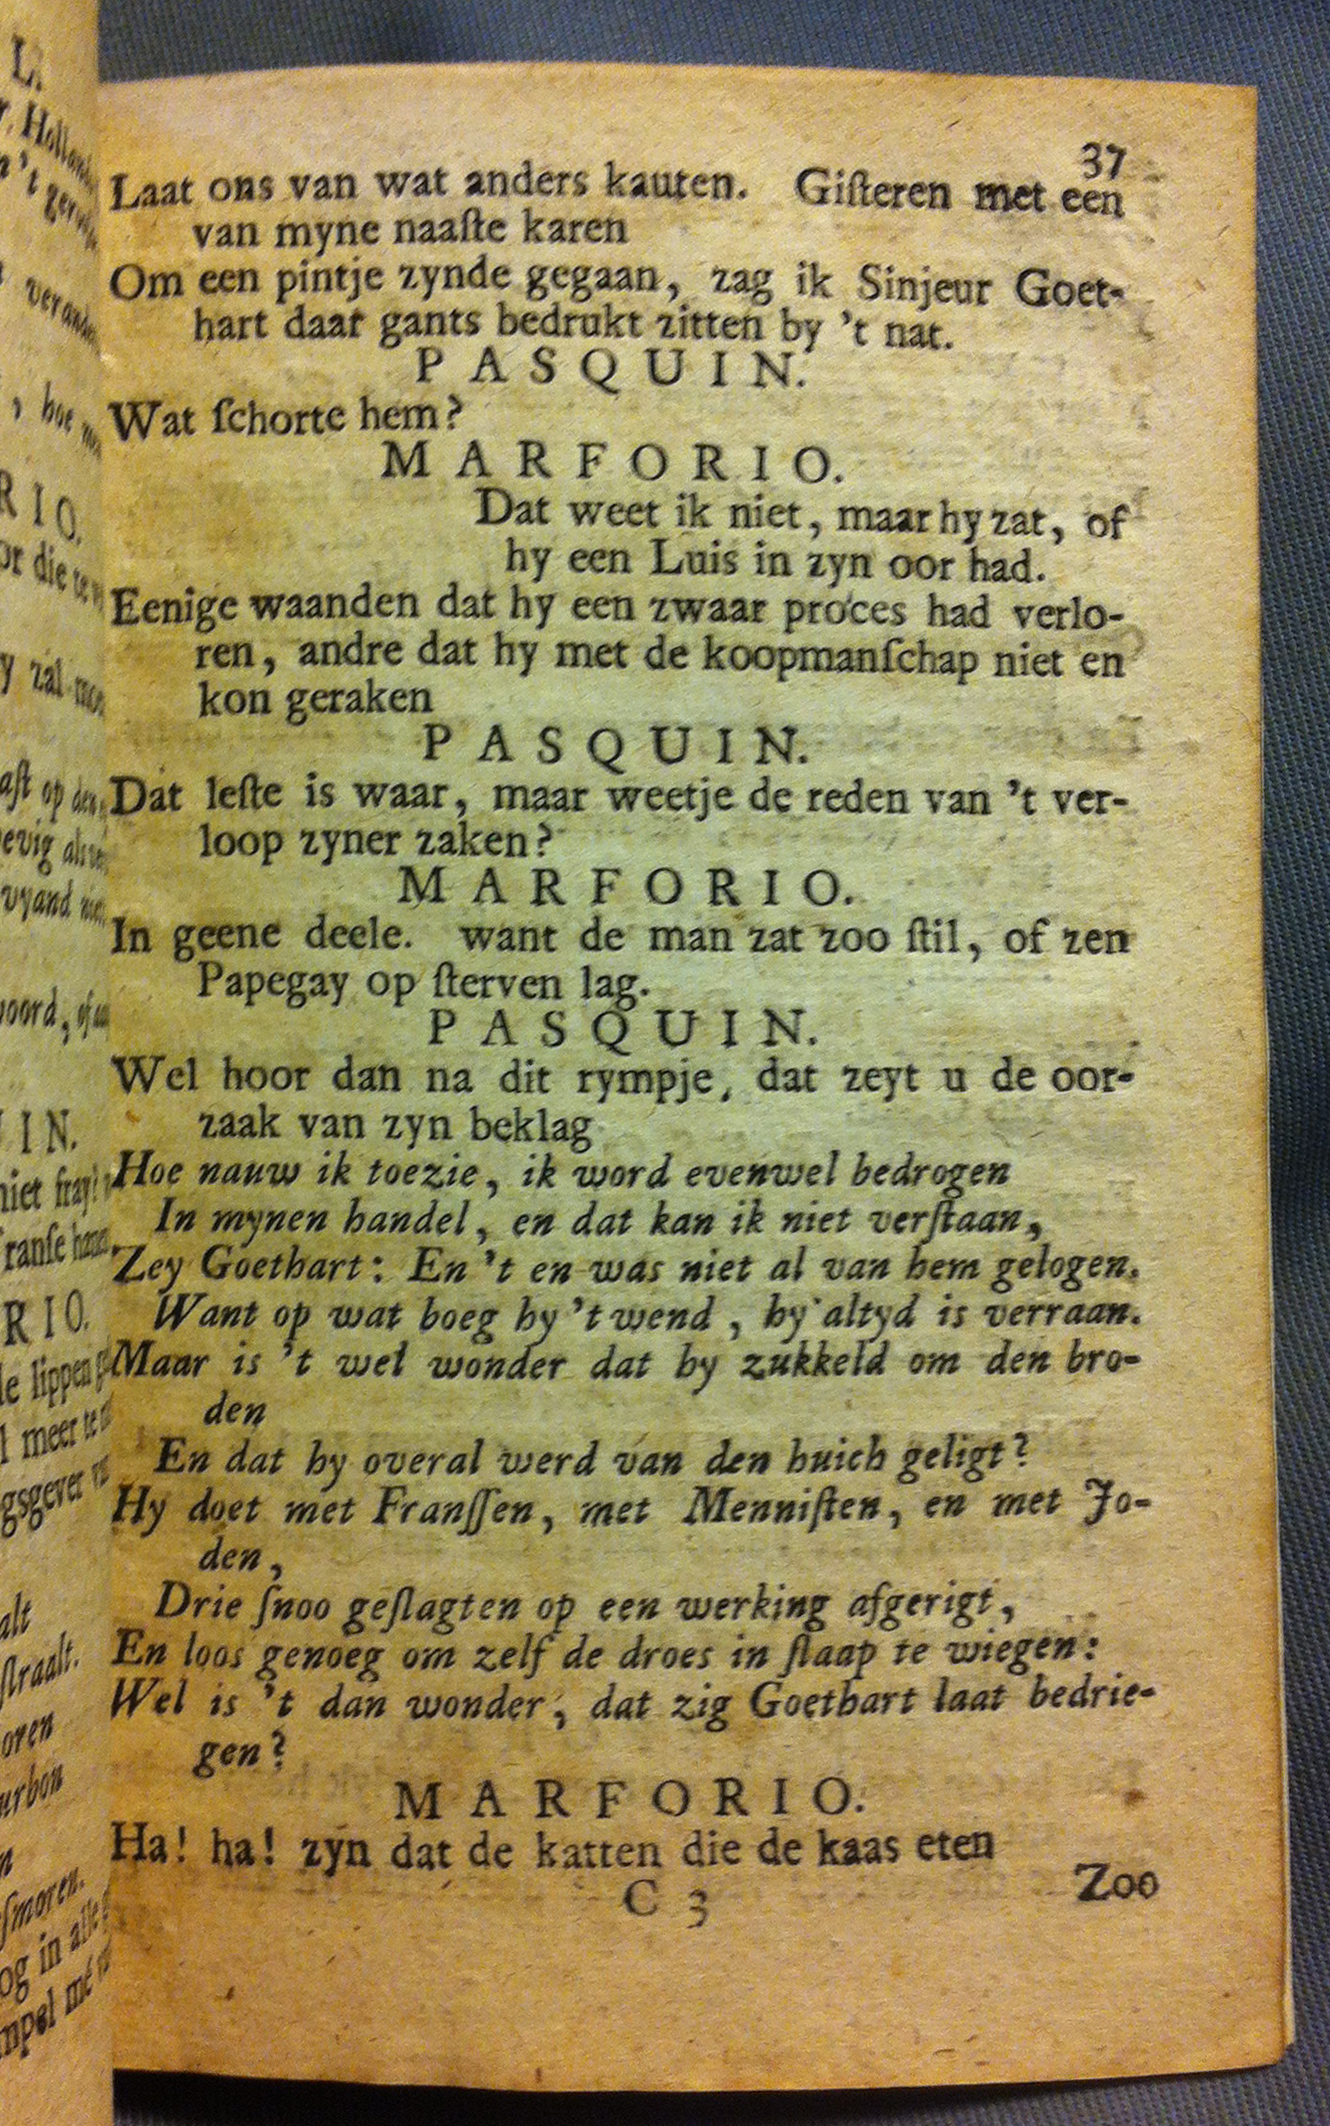 37
Laat ons van wat anders kauten. Giſteren met een
van myne naaſte karen
Om een pintje zynde gegaan, zag ik Sinjeur Goet-
hart daar gants bedrukt zitten by 't nat.
PASQUIN.
Wat ſchorte hem?
MARFORIO.
Dat weet ik niet, maar hy zat, of
hy een Luis in zyn oor had.
Eenige waanden dat hy een zwaar proces had verlo-
ren, andre dat hy met de koopmanſchap niet en
kon geraken
PASQUIN.
Dat leſte is waar, maar weetje de reden van 't ver-
loop zyner zaken?
MARFORIO.
In geene deele. want de man zat zoo ſtil, of zen
Papegay op ſterven lag.
PASQUIN.
Wel hoor dan na dit rympje, dat zeyt u de oor-
zaak van zyn beklag
Hoe nauw ik toezie, ik word evenwel bedrogen
In mynen handel, en dat kan ik niet verſtaan,
Zey Goethart: En 't en was niet al van hem gelogen.
Want op wat boeg hy 't wend, hy altyd is verraan.
Maar is 't wel wonder dat hy zukkeld om den bro-
den
En dat hy overal werd van den huich geligt?
Hy doet met Franſſen, met Menniſten, en met Jo-
den,
Drie ſnoo geſlagten op een werking afgerigt,
En loos genoeg om zelf de droes in ſlaap te wiegen:
Wel is 't dan wonder, dat zig Goethart laat bedrie-
gen?
MARFORIO.
Ha! ha! zyn dat de katten die de kaas eten
C 3
Zoo